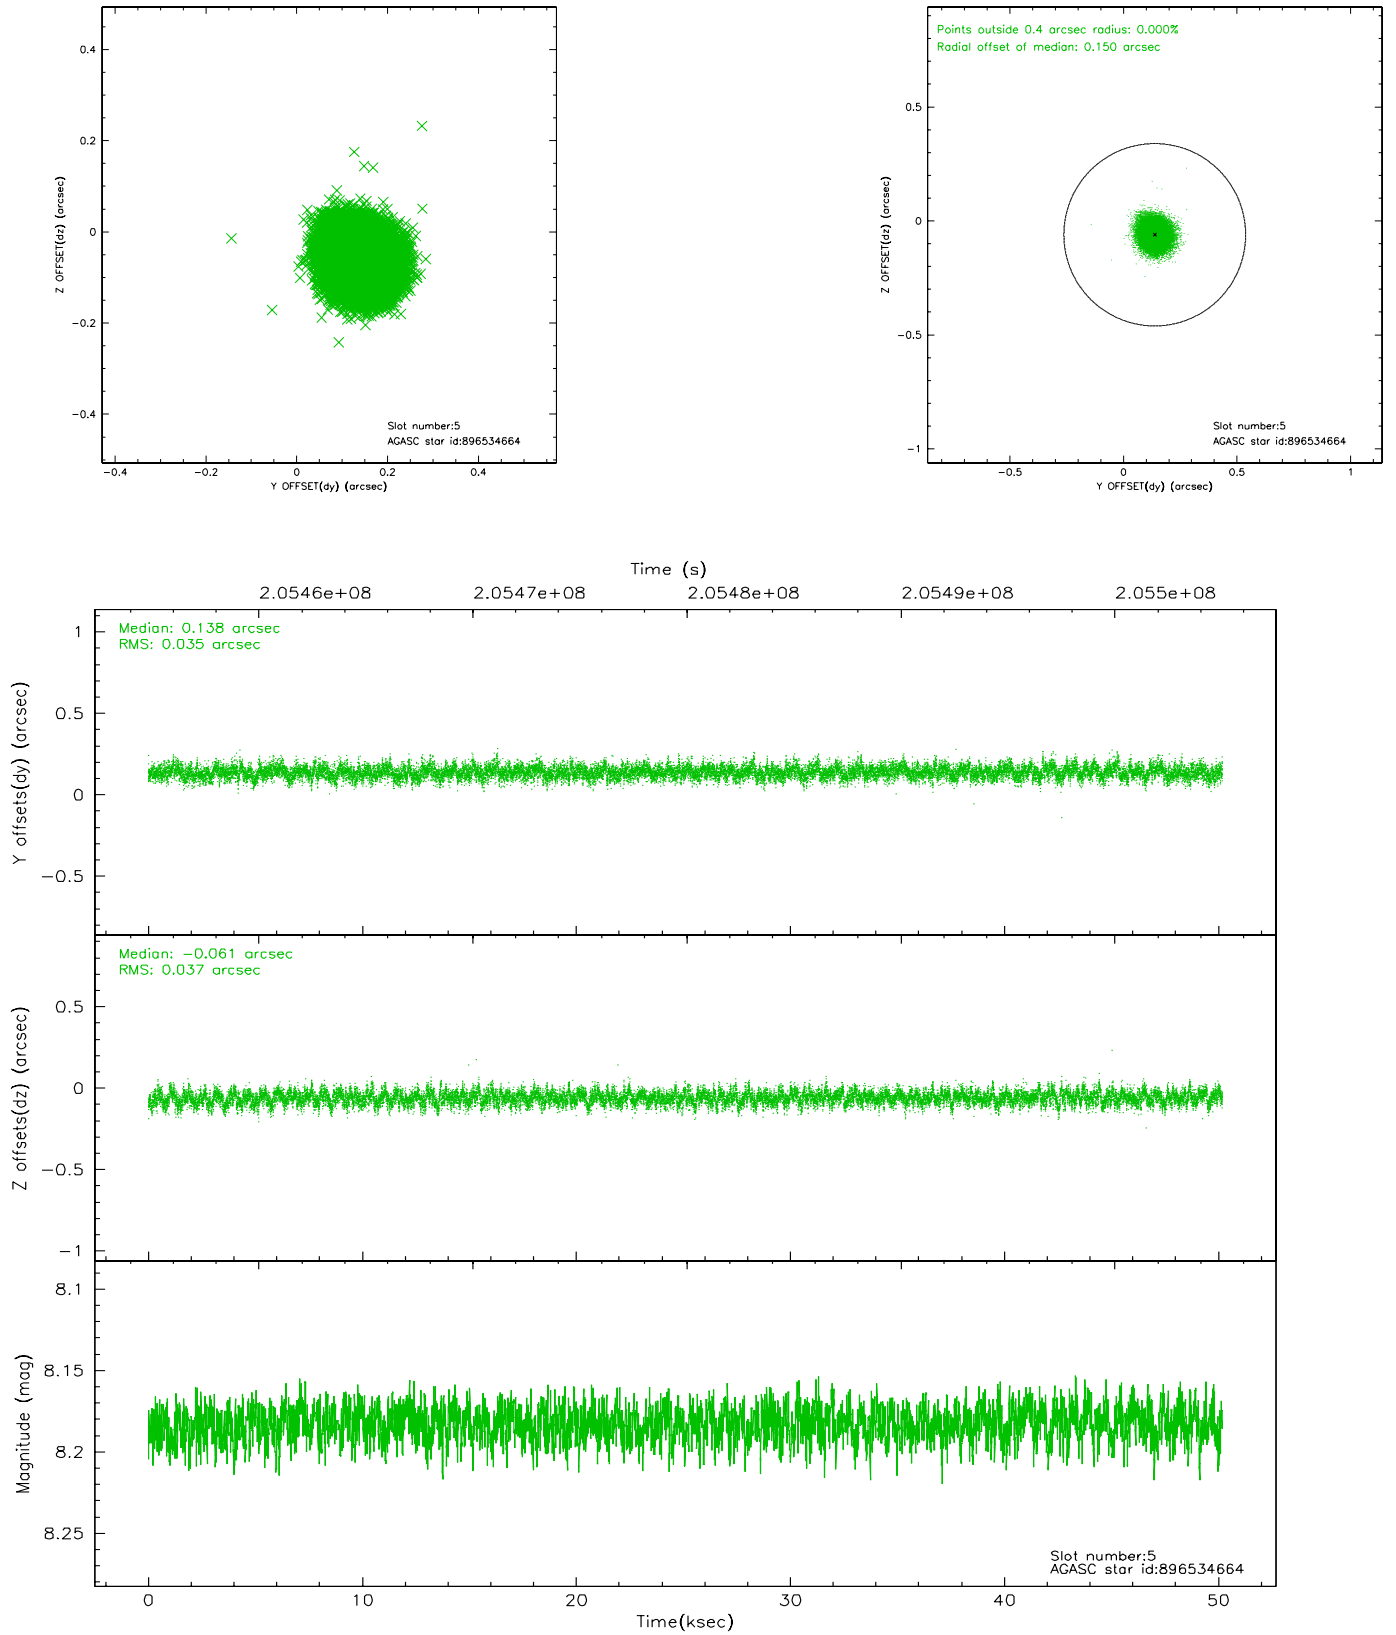 0.4
0.2
0
−0.2
−0.4
Z OFFSET(dz) (arcsec)
Slot number:5
AGASC star id:896534664
−0.4
−0.2
0
0.2
0.4
Y OFFSET(dy) (arcsec)
Points outside 0.4 arcsec radius: 0.000%
Radial offset of median: 0.150 arcsec
0.5
0
−0.5
−1
Z OFFSET(dz) (arcsec)
Slot number:5
AGASC star id:896534664
−0.5
0
0.5
1
Y OFFSET(dy) (arcsec)
Time (s)
2.0546e+08
2.0547e+08
2.0548e+08
2.0549e+08
2.055e+08
Median: 0.138 arcsec
RMS: 0.035 arcsec
1
0.5
0
−0.5
Y offsets(dy) (arcsec)
Median: −0.061 arcsec
RMS: 0.037 arcsec
0.5
0
−0.5
−1
Z offsets(dz) (arcsec)
8.1
8.15
8.2
8.25
Magnitude (mag)
Slot number:5
AGASC star id:896534664
0
10
20
30
40
50
Time(ksec)